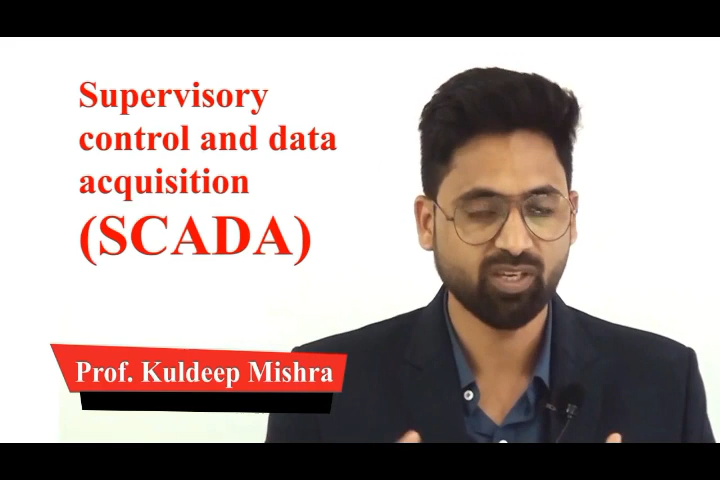 Supervisory
control and data
acquisition
(SCADA)
Prof. Kuldeep Mishra